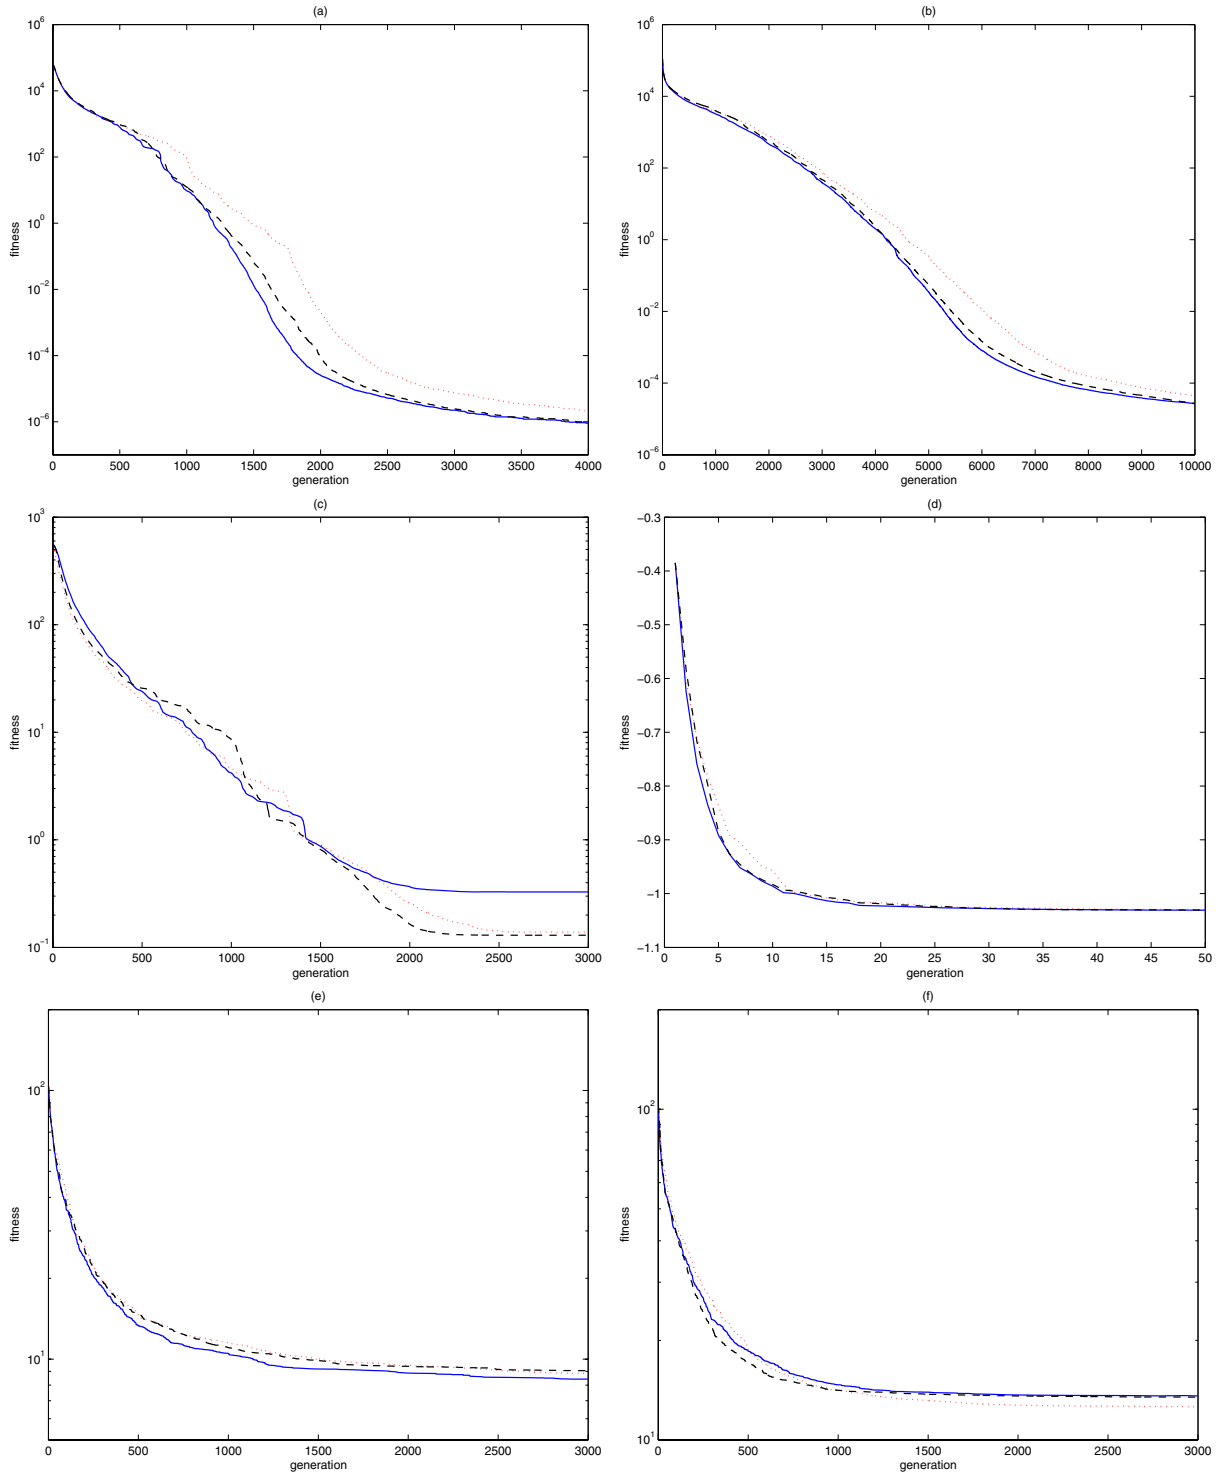 (a)
10^6
10^4
10^2
10^0
10^-2
10^-4
10^-6
fitness
0 500 1000 1500 2000 2500 3000 3500 4000
generation
(b)
10^6
10^4
10^2
10^0
10^-2
10^-4
10^-6
fitness
0 1000 2000 3000 4000 5000 6000 7000 8000 9000 10000
generation
(c)
10^3
10^2
10^1
10^0
10^-1
fitness
0 500 1000 1500 2000 2500 3000
generation
(d)
−0.3
−0.4
−0.5
−0.6
−0.7
−0.8
−0.9
−1
−1.1
fitness
0 5 10 15 20 25 30 35 40 45 50
generation
(e)
10^2
10^1
fitness
0 500 1000 1500 2000 2500 3000
generation
(f)
10^2
10^1
fitness
0 500 1000 1500 2000 2500 3000
generation